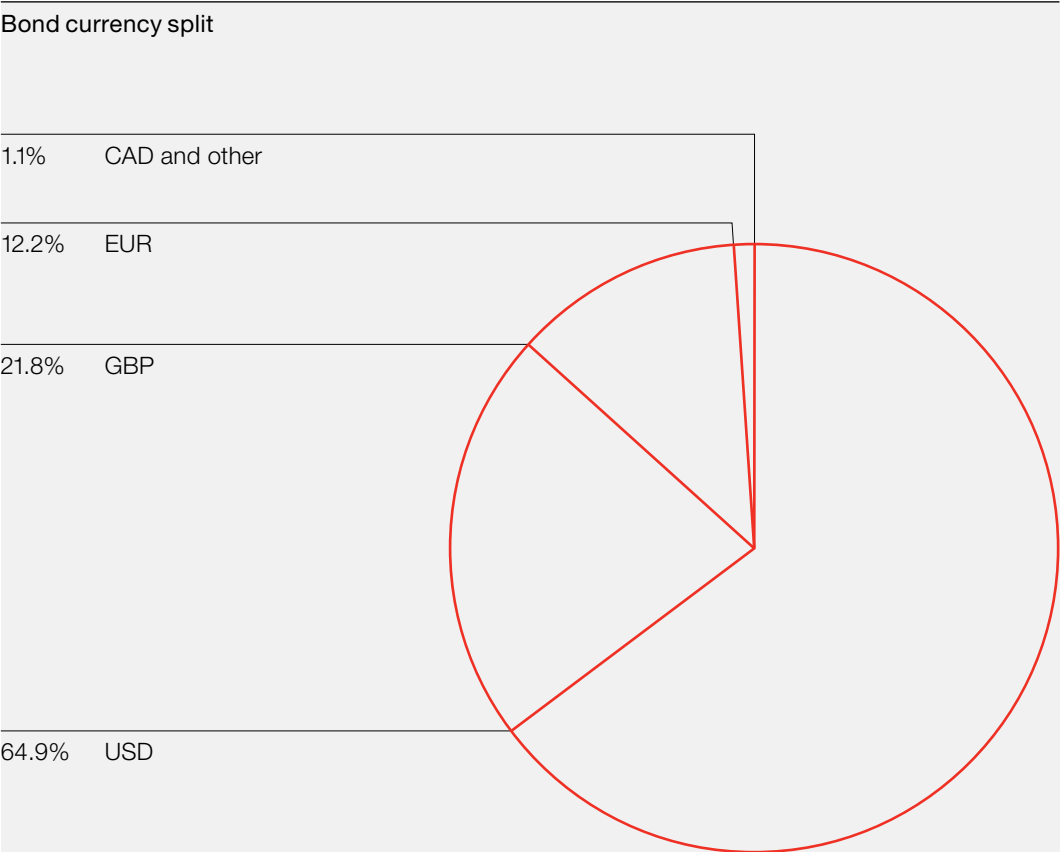 Bond currency split
1.1% CAD and other
12.2% EUR
21.8% GBP
64.9% USD